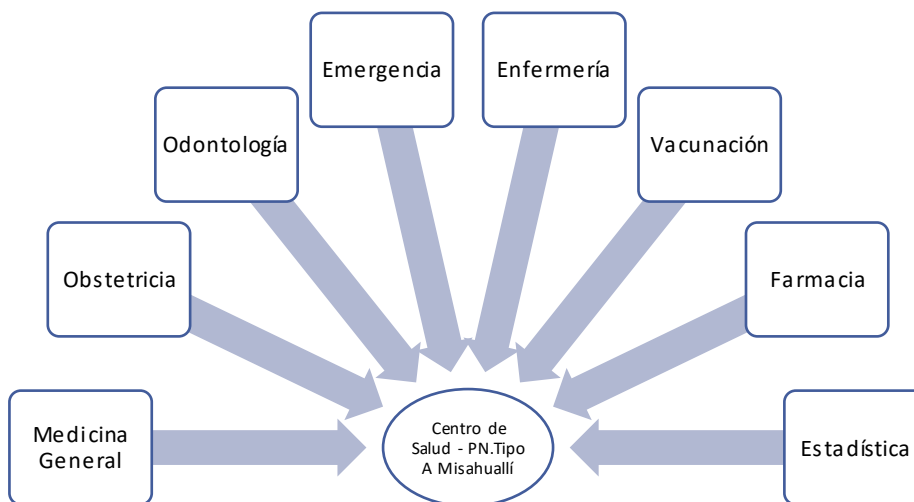 Emergencia
Enfermería
Odontología
Vacunación
Obstetricia
Farmacia
Medicina
General
Centro de
Salud - PN.Tipo
A Misahuallí
Estadística